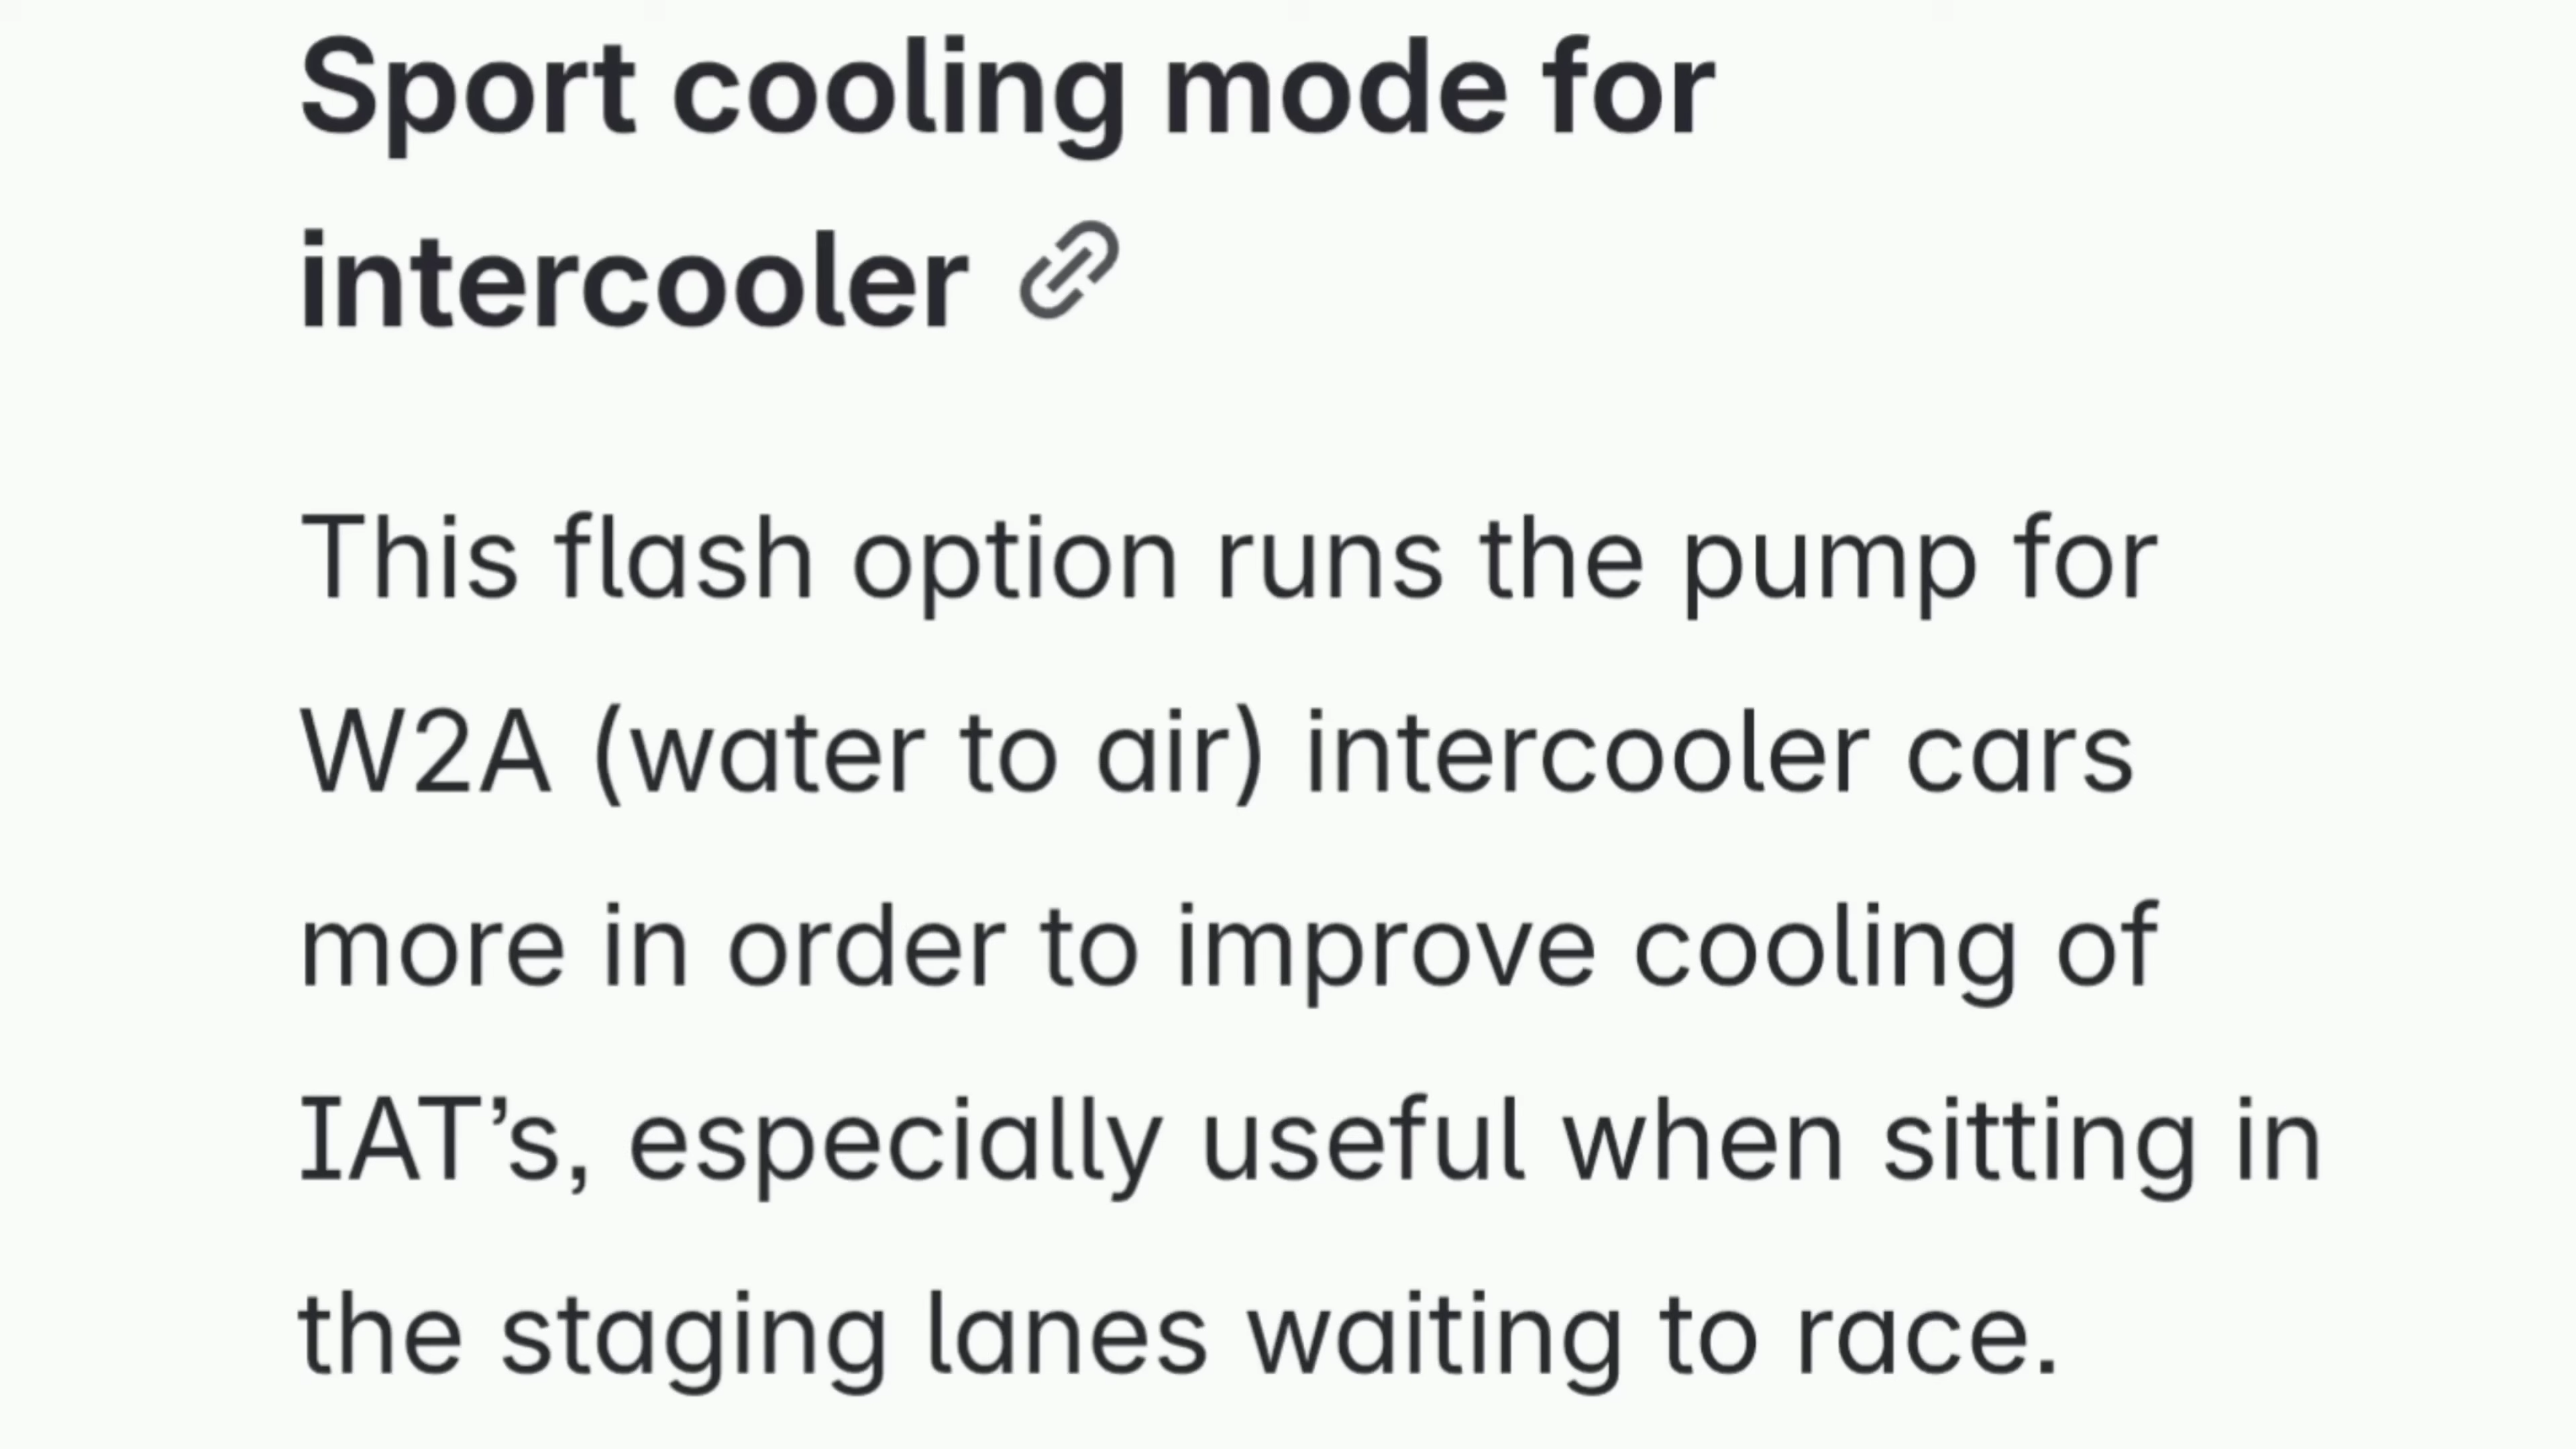 Sport cooling mode for
intercooler
This flash option runs the pump for
W2A (water to air) intercooler cars
more in order to improve cooling of
IAT’s, especially useful when sitting in
the staging lanes waiting to race.